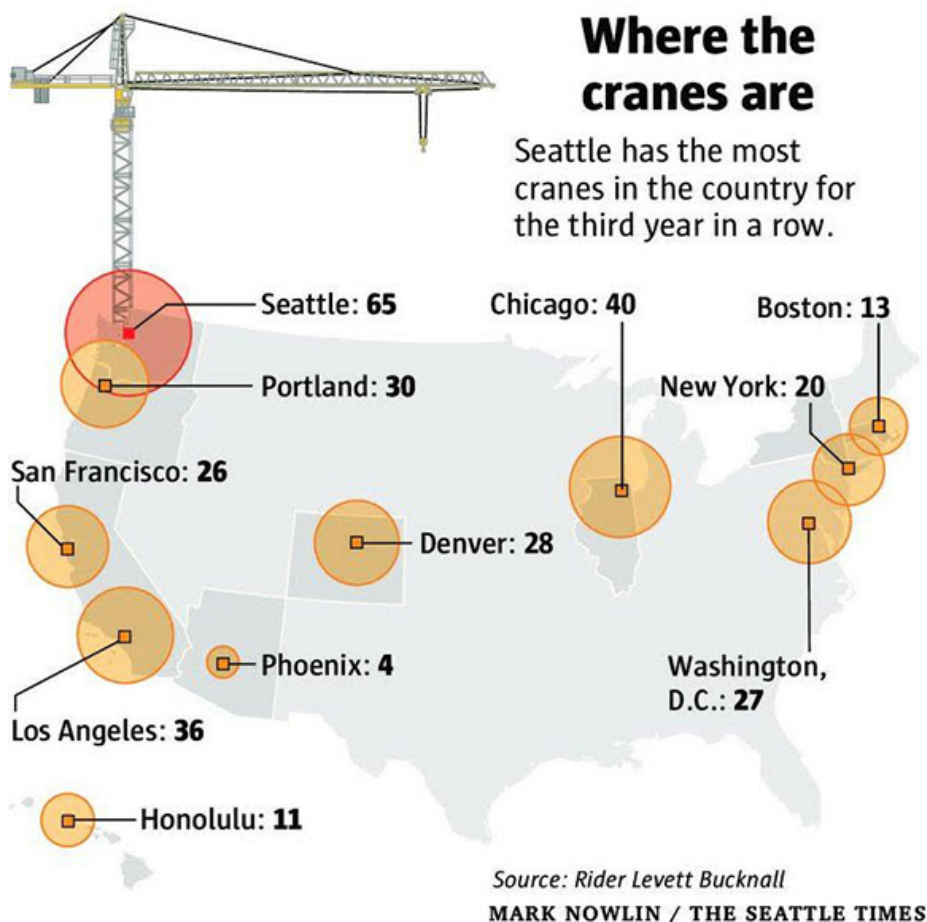 Where the
cranes are
Seattle has the most
cranes in the country for
the third year in a row.
Seattle: 65
Chicago: 40
Boston: 13
Portland: 30
New York: 20
San Francisco: 26
Denver: 28
Phoenix: 4
Washington,
D.C.: 27
Los Angeles: 36
Honolulu: 11
Source: Rider Levett Bucknall
MARK NOWLIN / THE SEATTLE TIMES